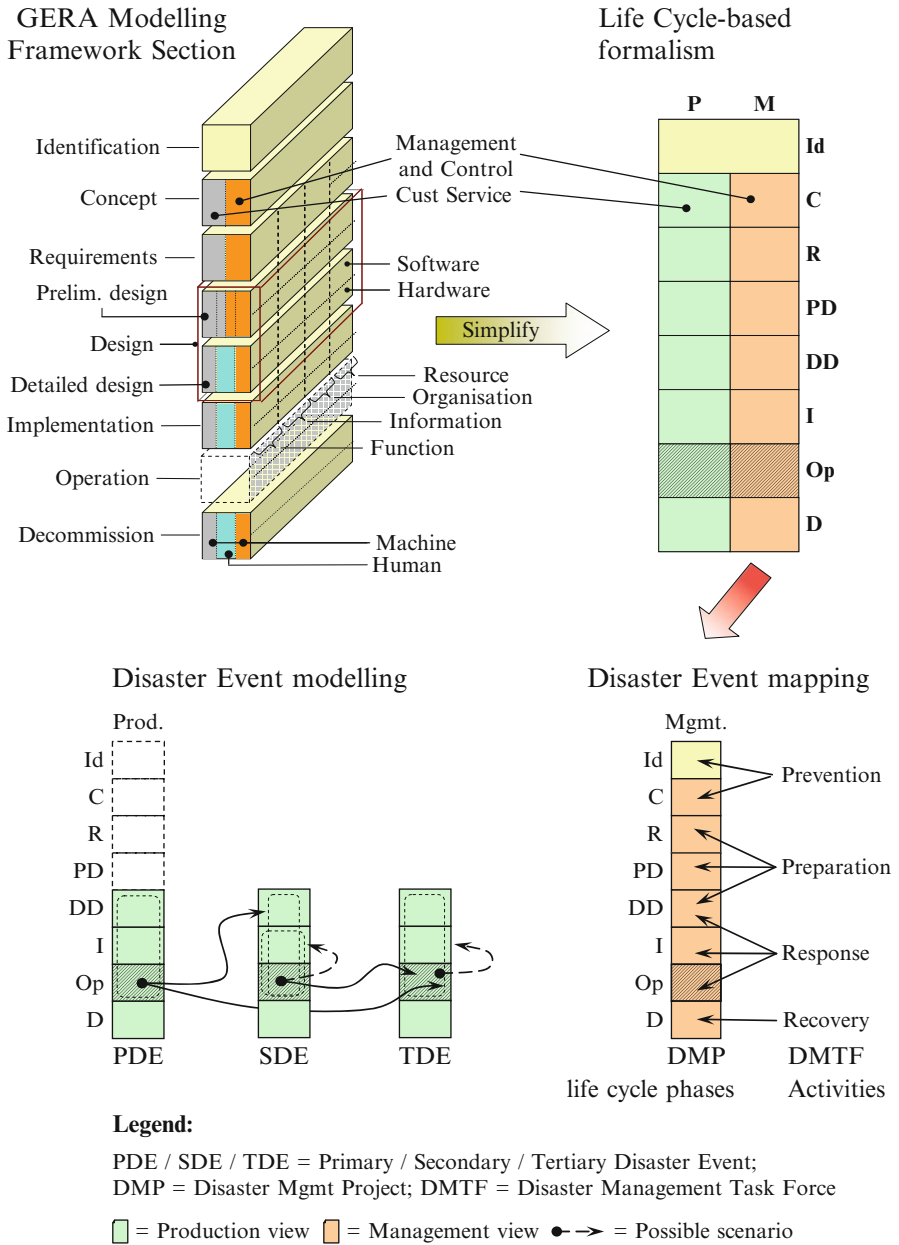 GERA Modelling
Framework Section
Life Cycle-based
formalism
Identification
Concept
Requirements
Prelim. design
Design
Detailed design
Implementation
Operation
Decommission
Management
and Control
Cust Service
Software
Hardware
Resource
Organisation
Information
Function
Machine
Human
Simplify
P M
Id
C
R
PD
DD
I
Op
D
Disaster Event modelling
Prod.
Id
C
R
PD
DD
I
Op
D
PDE SDE TDE
Disaster Event mapping
Mgmt.
Id
C
R
PD
DD
I
Op
D
Prevention
Preparation
Response
Recovery
DMP DMTF
life cycle phases Activities
Legend:
PDE / SDE / TDE = Primary / Secondary / Tertiary Disaster Event;
DMP = Disaster Mgmt Project; DMTF = Disaster Management Task Force
= Production view = Management view = Possible scenario